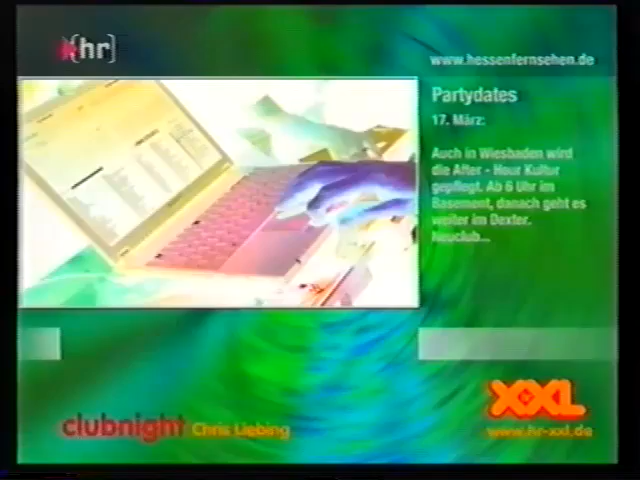 {hr}
www.hessenfernsehen.de
Partydates
17. März:
Auch in Wiesbaden wird
die After - Hour Kultur
gepflegt. Ab 6 Uhr im
Basement, danach geht es
weiter im Dexter.
Neuclub...
XXL
clubnight Chris Liebing
www.hr-xxl.de